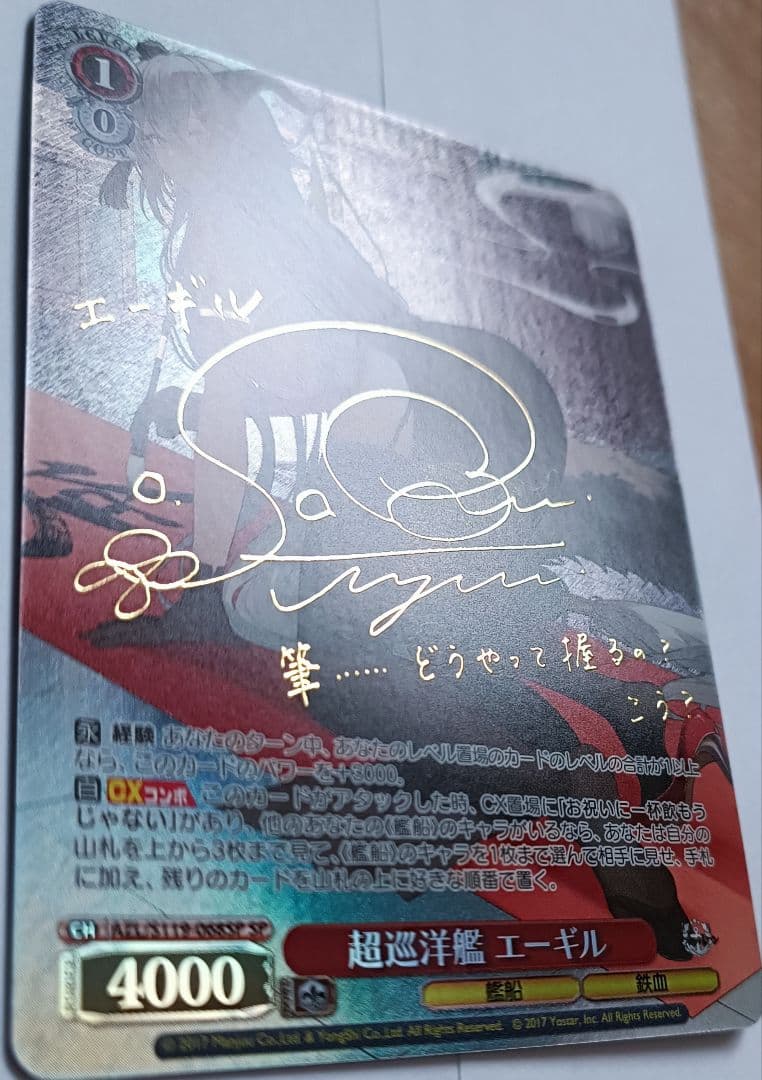 1
0
エーギル
筆……どうやって握るの?
こう?
永 経験 あなたのターン中、あなたのレベル置場のカードのレベルの合計が1以上
なら、このカードのパワーを+3000。
自 CXコンボ このカードがアタックした時、CX置場に「お祝いに一杯飲もう
じゃない」があり、他のあなたの《艦船》のキャラがいるなら、あなたは自分の
山札を上から3枚まで見て、《艦船》のキャラを1枚まで選んで相手に見せ、手札
に加え、残りのカードを山札の上に好きな順番で置く。
CH AZL/S119-068SP SP
超巡洋艦 エーギル
4000
艦船 鉄血
© 2017 Manjuu Co.,Ltd. & YongShi Co.,Ltd. All Rights Reserved. © 2017 Yostar, Inc. All Rights Reserved.